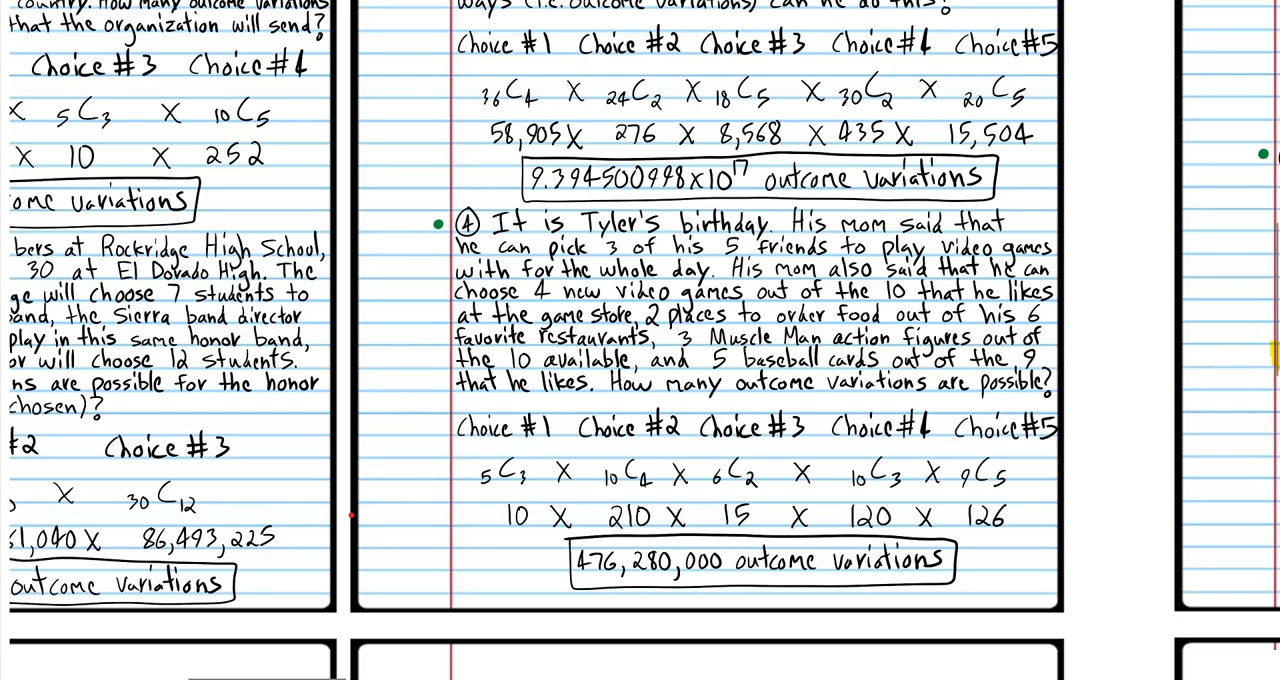 country. How many outcome variations
that the organization will send?
Choice #3 Choice #4
X 5C3 X 10C5
X 10 X 252
ome variations
bers at Rockridge High School,
30 at El Dorado High. The
ge will choose 7 students to
band, the Sierra band director
play in this same honor band,
or will choose 12 students.
ns are possible for the honor
chosen)?
#2 Choice #3
X 30C12
1,040 X 86,493,225
outcome variations
ways (i.e. outcome variations) can he do this?
Choice #1 Choice #2 Choice #3 Choice #4 Choice #5
36C4 X 24C2 X 18C5 X 30C2 X 20C5
58,905 X 276 X 8,568 X 435 X 15,504
9.394500998x10^17 outcome variations
④ It is Tyler's birthday. His mom said that
he can pick 3 of his 5 friends to play video games
with for the whole day. His mom also said that he can
choose 4 new video games out of the 10 that he likes
at the game store, 2 places to order food out of his 6
favorite restaurants, 3 Muscle Man action figures out of
the 10 available, and 5 baseball cards out of the 9
that he likes. How many outcome variations are possible?
Choice #1 Choice #2 Choice #3 Choice #4 Choice #5
5C3 X 10C4 X 6C2 X 10C3 X 9C5
10 X 210 X 15 X 120 X 126
476,280,000 outcome variations